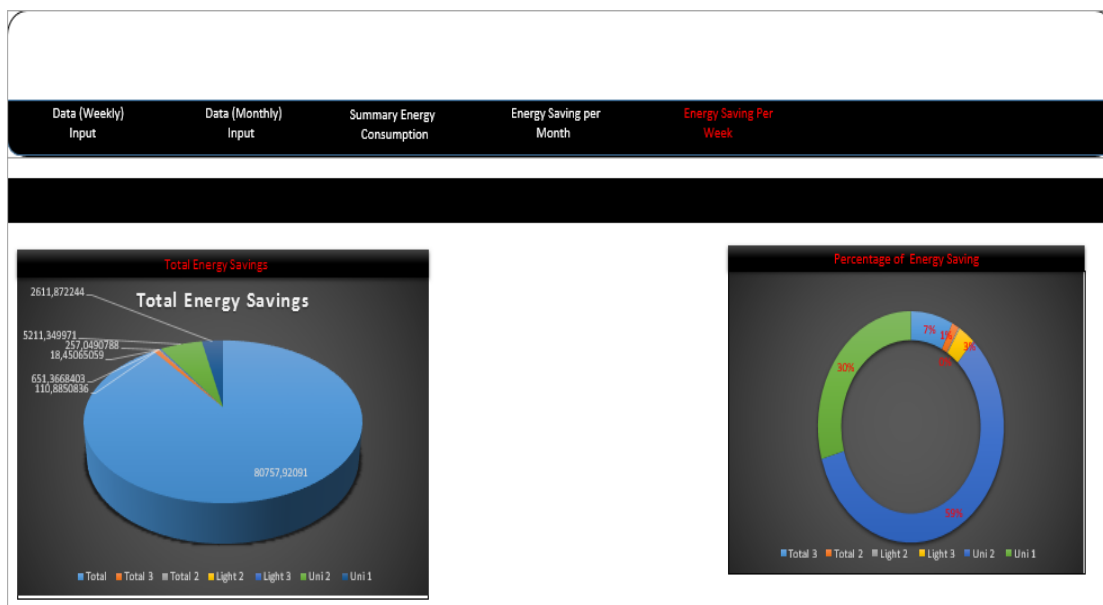 Data (Weekly)
Input
Data (Monthly)
Input
Summary Energy
Consumption
Energy Saving per
Month
Energy Saving Per
Week
Total Energy Savings
Total Energy Savings
2611,872244
5211,349971
257,0490788
18,45065059
651,3668403
110,8850836
80757,92091
Total
Total 3
Total 2
Light 2
Light 3
Uni 2
Uni 1
Percentage of Energy Saving
7%
1%
3%
30%
59%
Total 3
Total 2
Light 2
Light 3
Uni 2
Uni 1